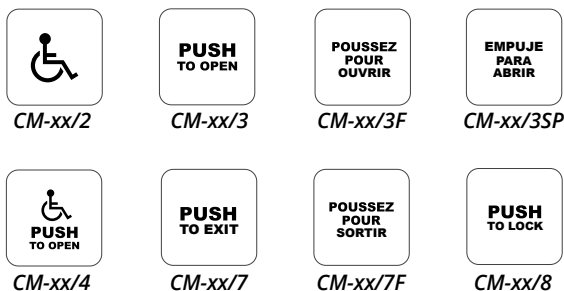 PUSH
TO OPEN
POUSSEZ
POUR
OUVRIR
EMPUJE
PARA
ABRIR
CM-xx/2
CM-xx/3
CM-xx/3F
CM-xx/3SP
PUSH
TO OPEN
PUSH
TO EXIT
POUSSEZ
POUR
SORTIR
PUSH
TO LOCK
CM-xx/4
CM-xx/7
CM-xx/7F
CM-xx/8